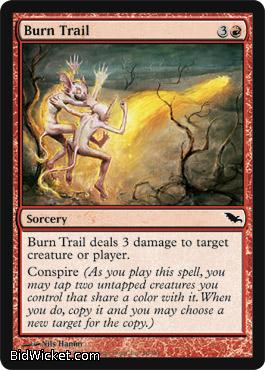 Burn Trail 3
Sorcery
Burn Trail deals 3 damage to target
creature or player.
Conspire (As you play this spell, you
may tap two untapped creatures you
control that share a color with it. When
you do, copy it and you may choose a
new target for the copy.)
Nils Hamm
BidWicket.com